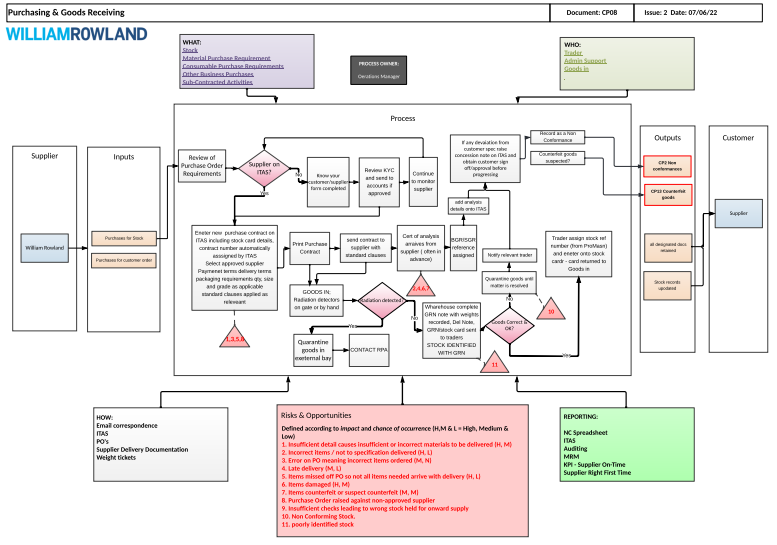 Purchasing & Goods Receiving
Document: CP08
Issue: 2 Date: 07/06/22
WILLIAMROWLAND
WHAT:
Stock
Material Purchase Requirement
Consumable Purchase Requirements
Other Business Purchases
Sub-Contracted Activities
PROCESS OWNER:
Oerations Manager
WHO:
Trader
Admin Support
Goods in
.
Supplier
William Rowland
Inputs
Purchases for Stock
Purchases for customer order
Process
Review of
Purchase Order
Requirements
Supplier on
ITAS?
No
Yes
Know your
customer/supplier
form completed
Review KYC
and send to
accounts if
approved
Continue
to monitor
supplier
If any devaiation from
customer spec raise
concession note on ITAS and
obtain customer sign
off/approval before
progressing
Record as a Non
Conformance
Counterfeit goods
suspected?
add analysis
details onto ITAS
Eneter new purchase contract on
ITAS including stock card details,
contract number automatically
asssigned by ITAS
Select approved supplier
Paymenet terms delivery terms
packaging requirements qty, size
and grade as applicable
standard clauses applied as
relevant
1,3,5,8
Print Purchase
Contract
send contract to
supplier with
standard clauses
Cert of analysis
arraives from
supplier ( often in
advance)
BGR/SGR
reference
assigned
2,4,6,7
GOODS IN:
Radiation detectors
on gate or by hand.
Radiation detected?
No
Yes
Quarantine
goods in
exeternal bay
CONTACT RPA
Wharehouse complete
GRN note with weights
recorded, Del Note,
GRN/stock card sent
to traders
STOCK IDENTIFIED
WITH GRN
11
Notify relevant trader
Quarantine goods until
matter is resolved
No
10
Goods Correct &
OK?
Yes
Trader assign stock ref
number (from ProMaax)
and eneter onto stock
cardr - card returned to
Goods in
Outputs
CP2 Non
conformances
CP13 Counterfeit
goods
all designated docs
retained
Stock records
updated
Customer
Supplier
HOW:
Email correspondence
ITAS
PO's
Supplier Delivery Documentation
Weight tickets
Risks & Opportunities
Defined according to impact and chance of occurrence (H,M & L = High, Medium &
Low)
1. Insufficient detail causes insufficient or incorrect materials to be delivered (H, M)
2. Incorrect items / not to specification delivered (H, L)
3. Error on PO meaning incorrect items ordered (M, N)
4. Late delivery (M, L)
5. Items missed off PO so not all items needed arrive with delivery (H, L)
6. Items damaged (H, M)
7. Items counterfeit or suspect counterfeit (M, M)
8. Purchase Order raised against non-approved supplier
9. Insufficient checks leading to wrong stock held for onward supply
10. Non Conforming Stock.
11. poorly identified stock
REPORTING:
NC Spreadsheet
ITAS
Auditing
MRM
KPI - Supplier On-Time
Supplier Right First Time